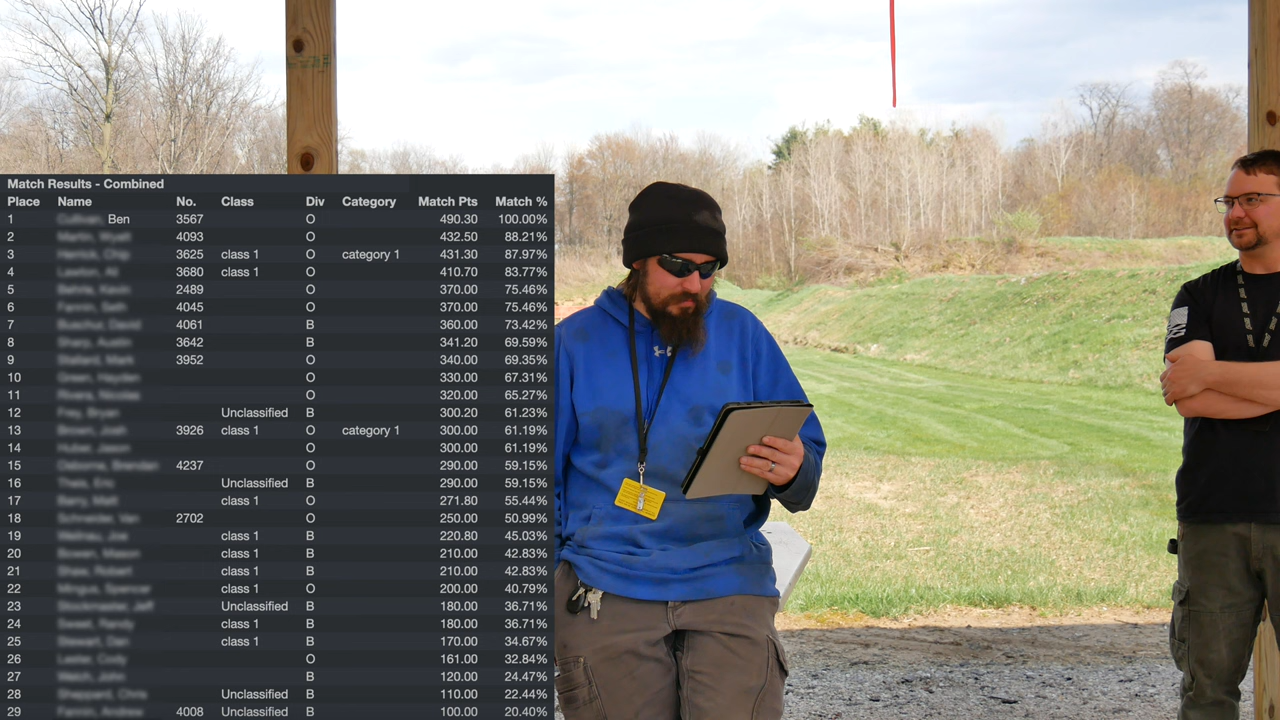 Match Results - Combined
Place Name No. Class Div Category Match Pts Match %
1 Ben 3567 O 490.30 100.00%
2 4093 O 432.50 88.21%
3 3625 class 1 O category 1 431.30 87.97%
4 3680 class 1 O 410.70 83.77%
5 2489 O 370.00 75.46%
6 4045 O 370.00 75.46%
7 4061 B 360.00 73.42%
8 3642 B 341.20 69.59%
9 3952 O 340.00 69.35%
10 O 330.00 67.31%
11 O 320.00 65.27%
12 Unclassified B 300.20 61.23%
13 3926 class 1 O category 1 300.00 61.19%
14 O 300.00 61.19%
15 4237 O 290.00 59.15%
16 Unclassified B 290.00 59.15%
17 class 1 O 271.80 55.44%
18 2702 O 250.00 50.99%
19 class 1 B 220.80 45.03%
20 class 1 B 210.00 42.83%
21 class 1 B 210.00 42.83%
22 class 1 O 200.00 40.79%
23 Unclassified B 180.00 36.71%
24 class 1 B 180.00 36.71%
25 class 1 B 170.00 34.67%
26 O 161.00 32.84%
27 B 120.00 24.47%
28 Unclassified B 110.00 22.44%
29 4008 Unclassified B 100.00 20.40%